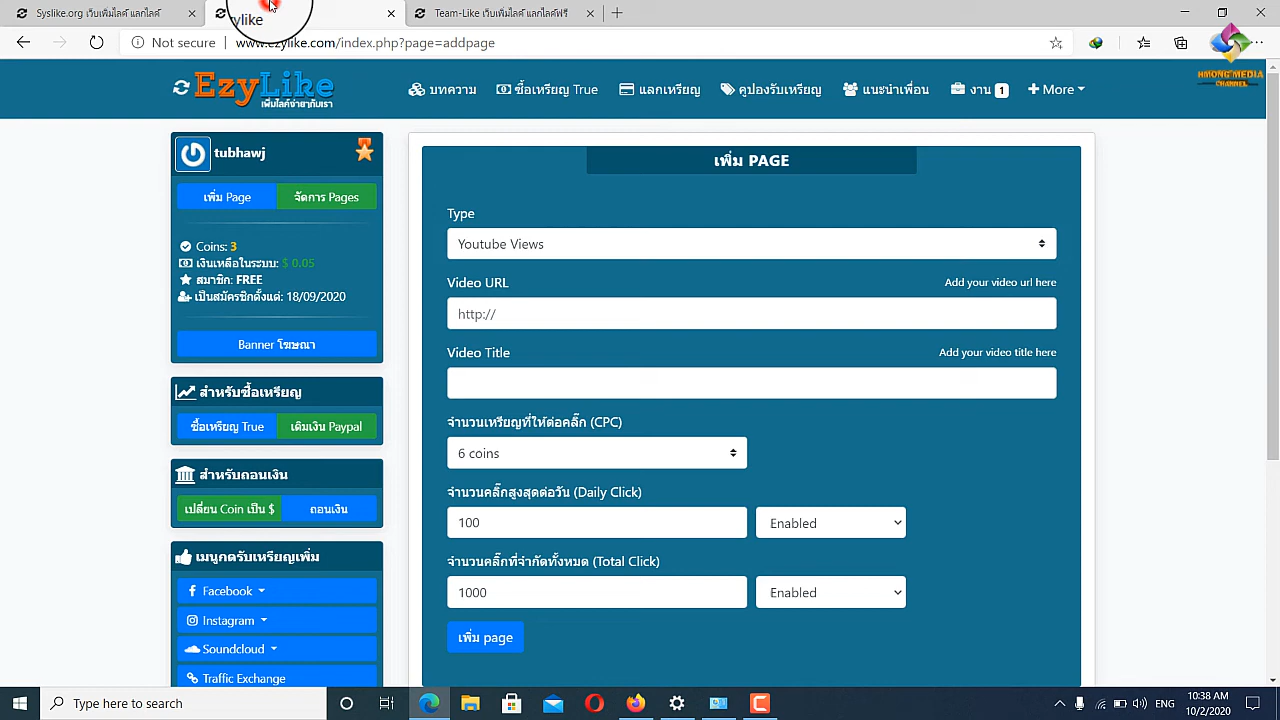 Syslike.org เว็บเพิ่มไลค์ แลกไลค์ฟ
ylike
Team-Like เว็บเพิ่มไลค์ แลกไลค์ฟรี
Not secure
www.ezylike.com/index.php?page=addpage
HMONG MEDIA
CHANNEL
EzyLike
เพิ่มไลค์ง่ายๆกับเรา
บทความ
ซื้อเหรียญ True
แลกเหรียญ
คูปองรับเหรียญ
แนะนำเพื่อน
งาน 1
More
tubhawj
เพิ่ม Page
จัดการ Pages
Coins: 3
เงินเหลือในระบบ: $ 0.05
สมาชิก: FREE
เป็นสมัครชิกตั้งแต่: 18/09/2020
Banner โฆษณา
สำหรับซื้อเหรียญ
ซื้อเหรียญ True
เติมเงิน Paypal
สำหรับถอนเงิน
เปลี่ยน Coin เป็น $
ถอนเงิน
เมนูกดรับเหรียญเพิ่ม
Facebook
Instagram
Soundcloud
Traffic Exchange
เพิ่ม PAGE
Type
Youtube Views
Video URL
Add your video url here
http://
Video Title
Add your video title here
จำนวนเหรียญที่ให้ต่อคลิ๊ก (CPC)
6 coins
จำนวนคลิ๊กสูงสุดต่อวัน (Daily Click)
100
Enabled
จำนวนคลิ๊กที่จำกัดทั้งหมด (Total Click)
1000
Enabled
เพิ่ม page
Type here to search
ENG
10:38 AM
10/2/2020